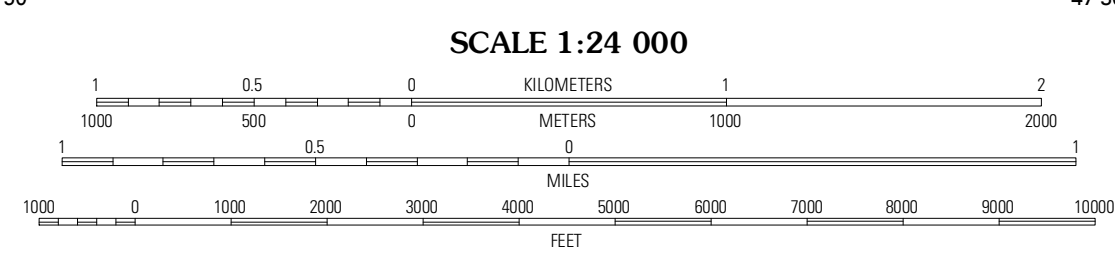 SCALE 1:24 000
1 0.5 0 KILOMETERS 1 2
1000 500 0 METERS 1000 2000
1 0.5 0 1
MILES
1000 0 1000 2000 3000 4000 5000 6000 7000 8000 9000 10000
FEET